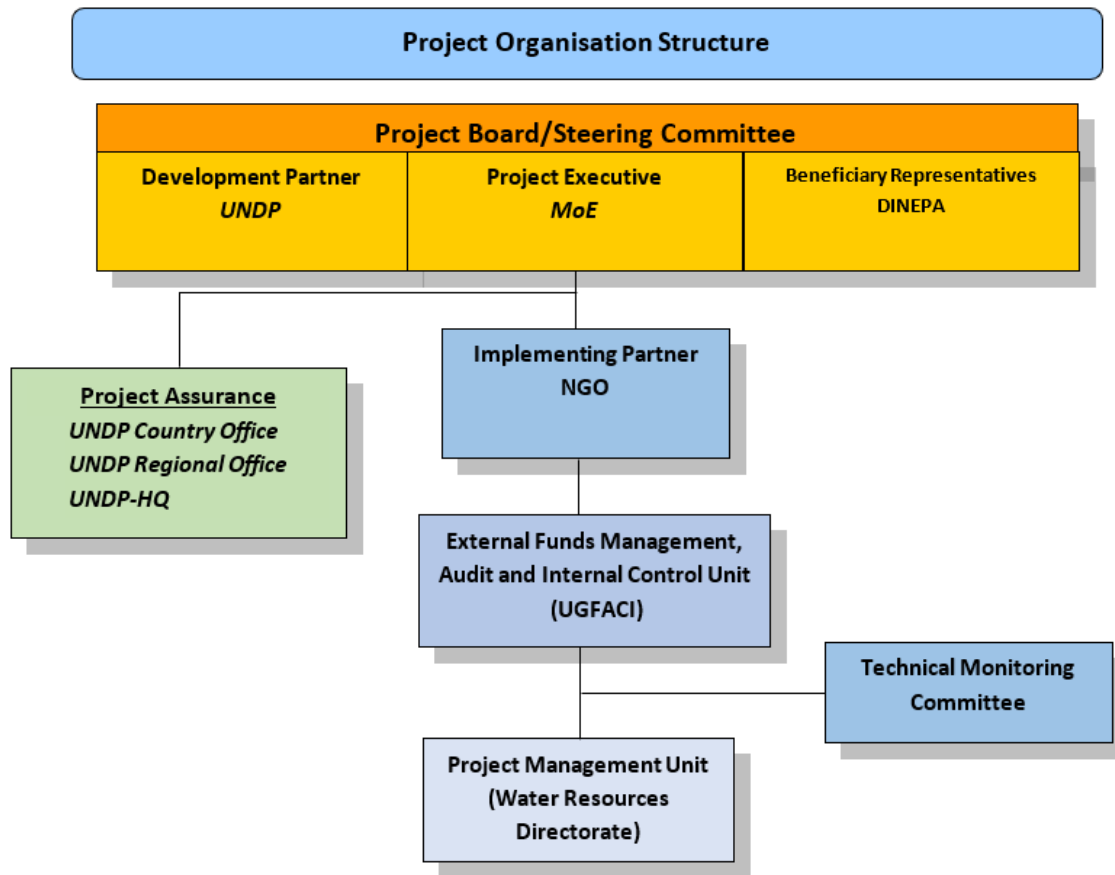 Project Organisation Structure
Project Board/Steering Committee
Development Partner
UNDP
Project Executive
MoE
Beneficiary Representatives
DINEPA
Implementing Partner
NGO
Project Assurance
UNDP Country Office
UNDP Regional Office
UNDP-HQ
External Funds Management,
Audit and Internal Control Unit
(UGFACI)
Technical Monitoring
Committee
Project Management Unit
(Water Resources
Directorate)